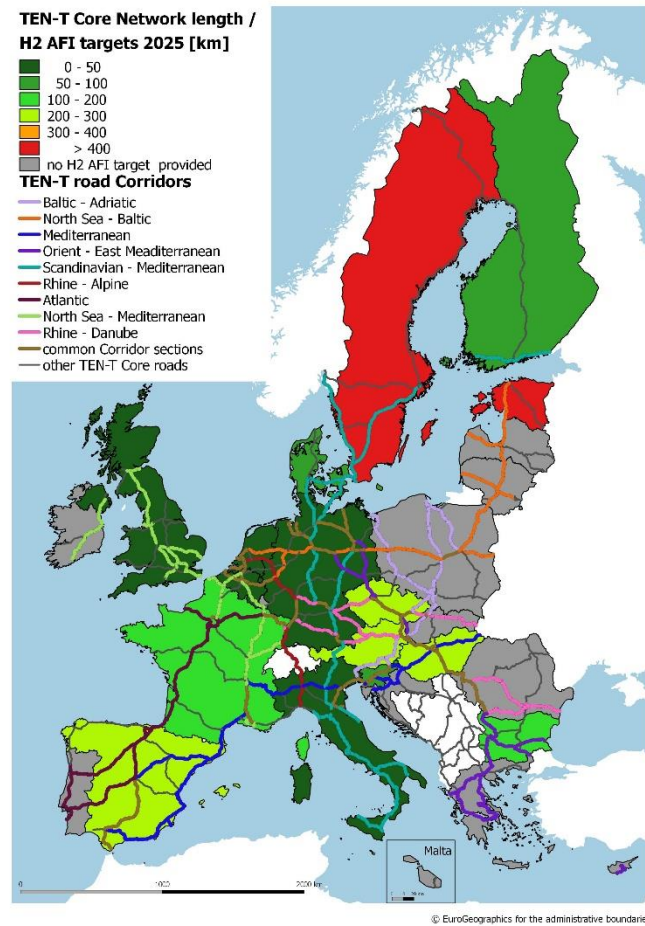 TEN-T Core Network length /
H2 AFI targets 2025 [km]
0 - 50
50 - 100
100 - 200
200 - 300
300 - 400
> 400
no H2 AFI target provided
TEN-T road Corridors
Baltic - Adriatic
North Sea - Baltic
Mediterranean
Orient - East Meaditerranean
Scandinavian - Mediterranean
Rhine - Alpine
Atlantic
North Sea - Mediterranean
Rhine - Danube
common Corridor sections
other TEN-T Core roads
Malta
0 1000 2000 km
© EuroGeographics for the administrative boundarie